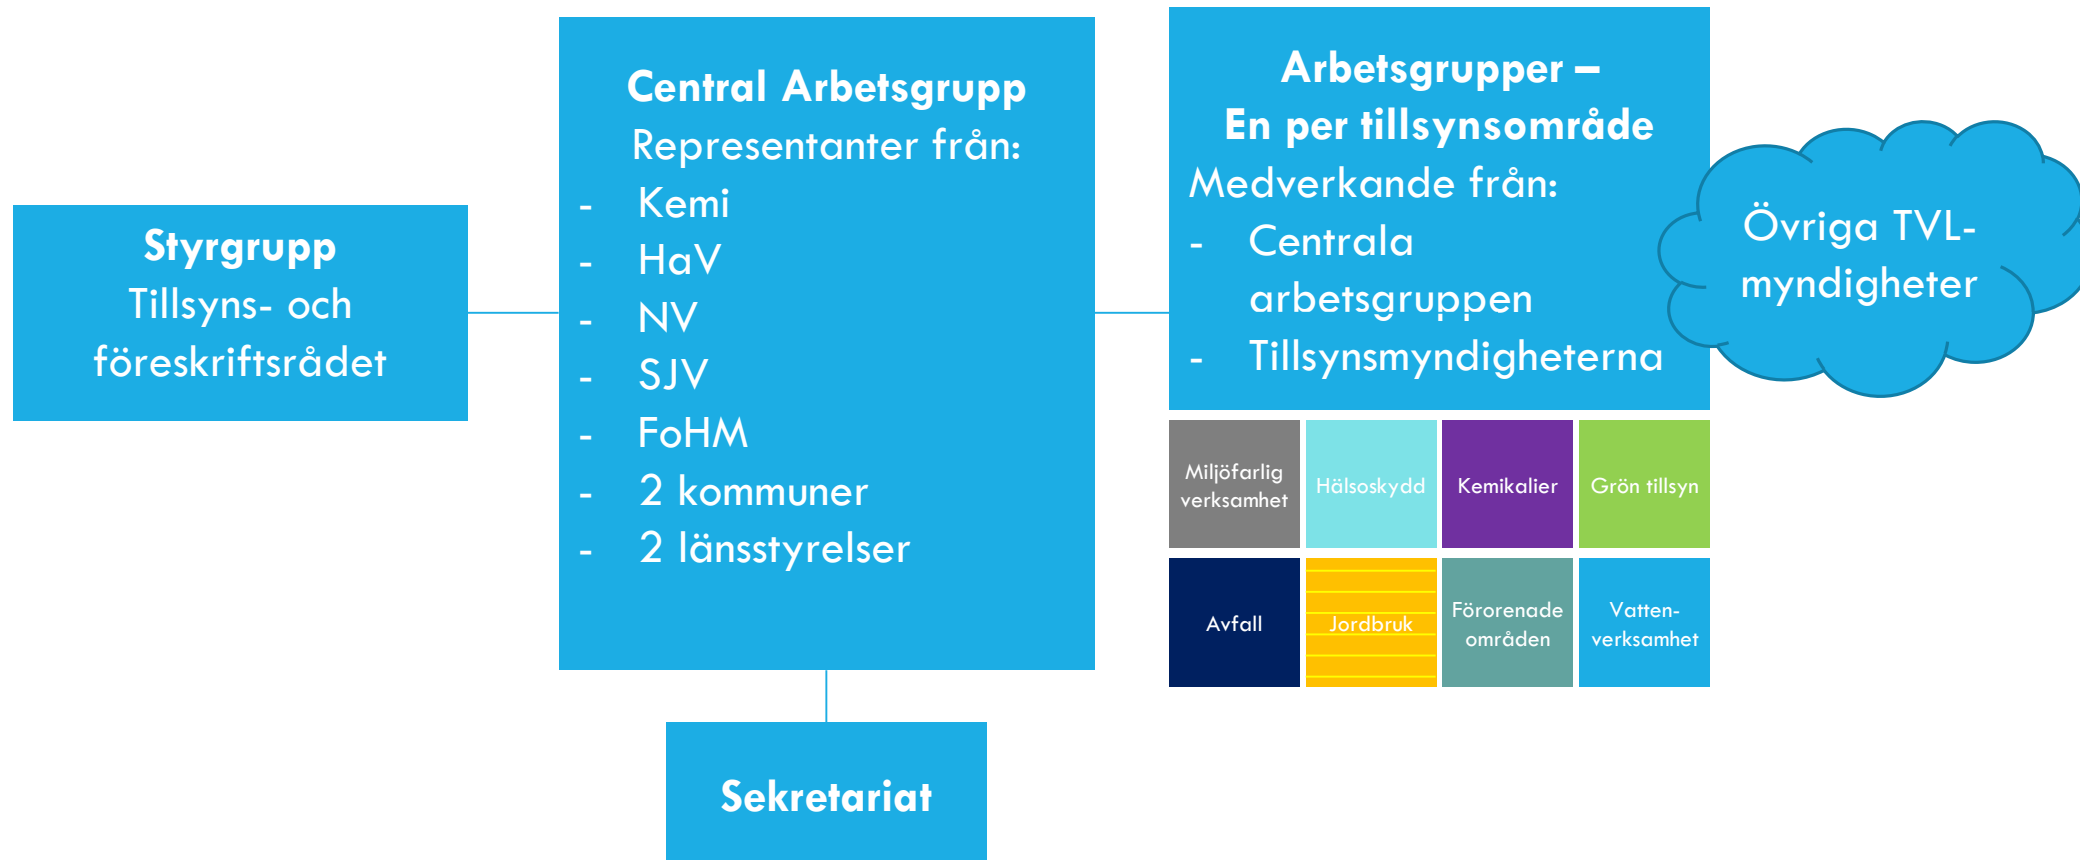 Styrgrupp
Tillsyns- och
föreskriftsrådet
Central Arbetsgrupp
Representanter från:
- Kemi
- HaV
- NV
- SJV
- FoHM
- 2 kommuner
- 2 länsstyrelser
Sekretariat
Arbetsgrupper –
En per tillsynsområde
Medverkande från:
- Centrala
arbetsgruppen
- Tillsynsmyndigheterna
Övriga TVL-
myndigheter
Miljöfarlig
verksamhet
Hälsoskydd
Kemikalier
Grön tillsyn
Avfall
Jordbruk
Förorenade
områden
Vatten-
verksamhet